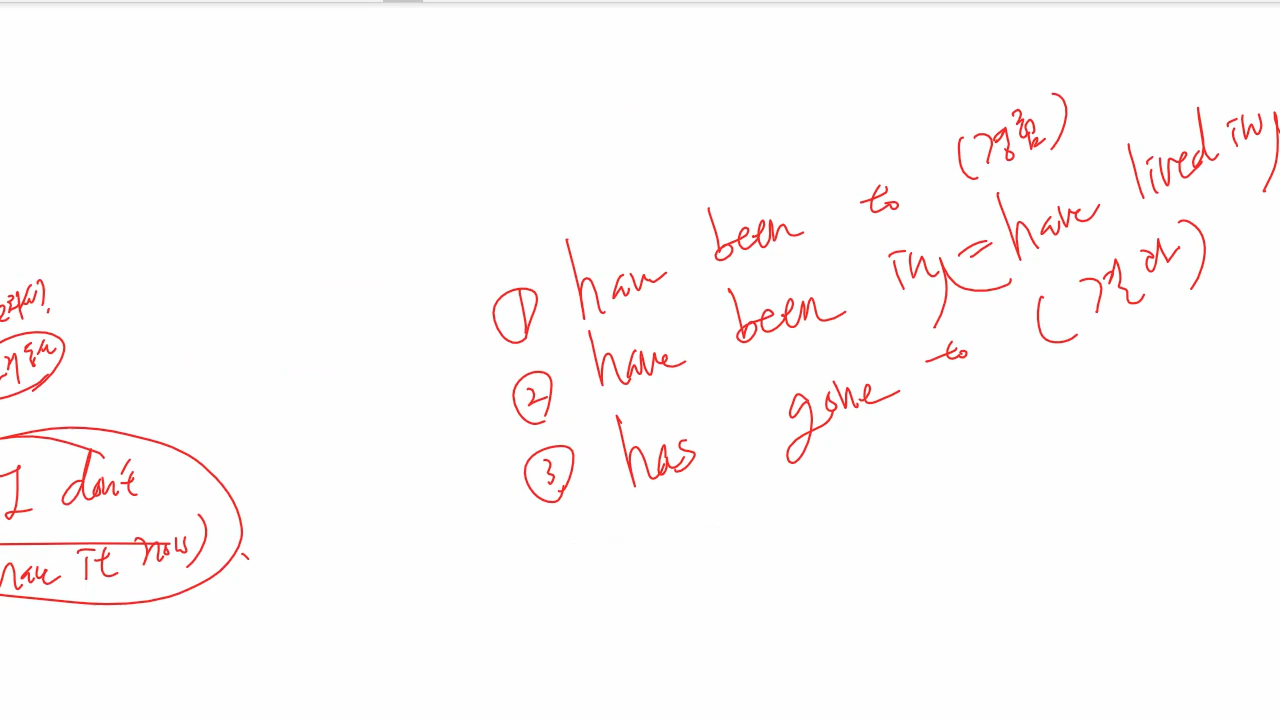 ① have been to (경험)
② have been in = have lived in
③ has gone to (결과)
I don't
have it now)